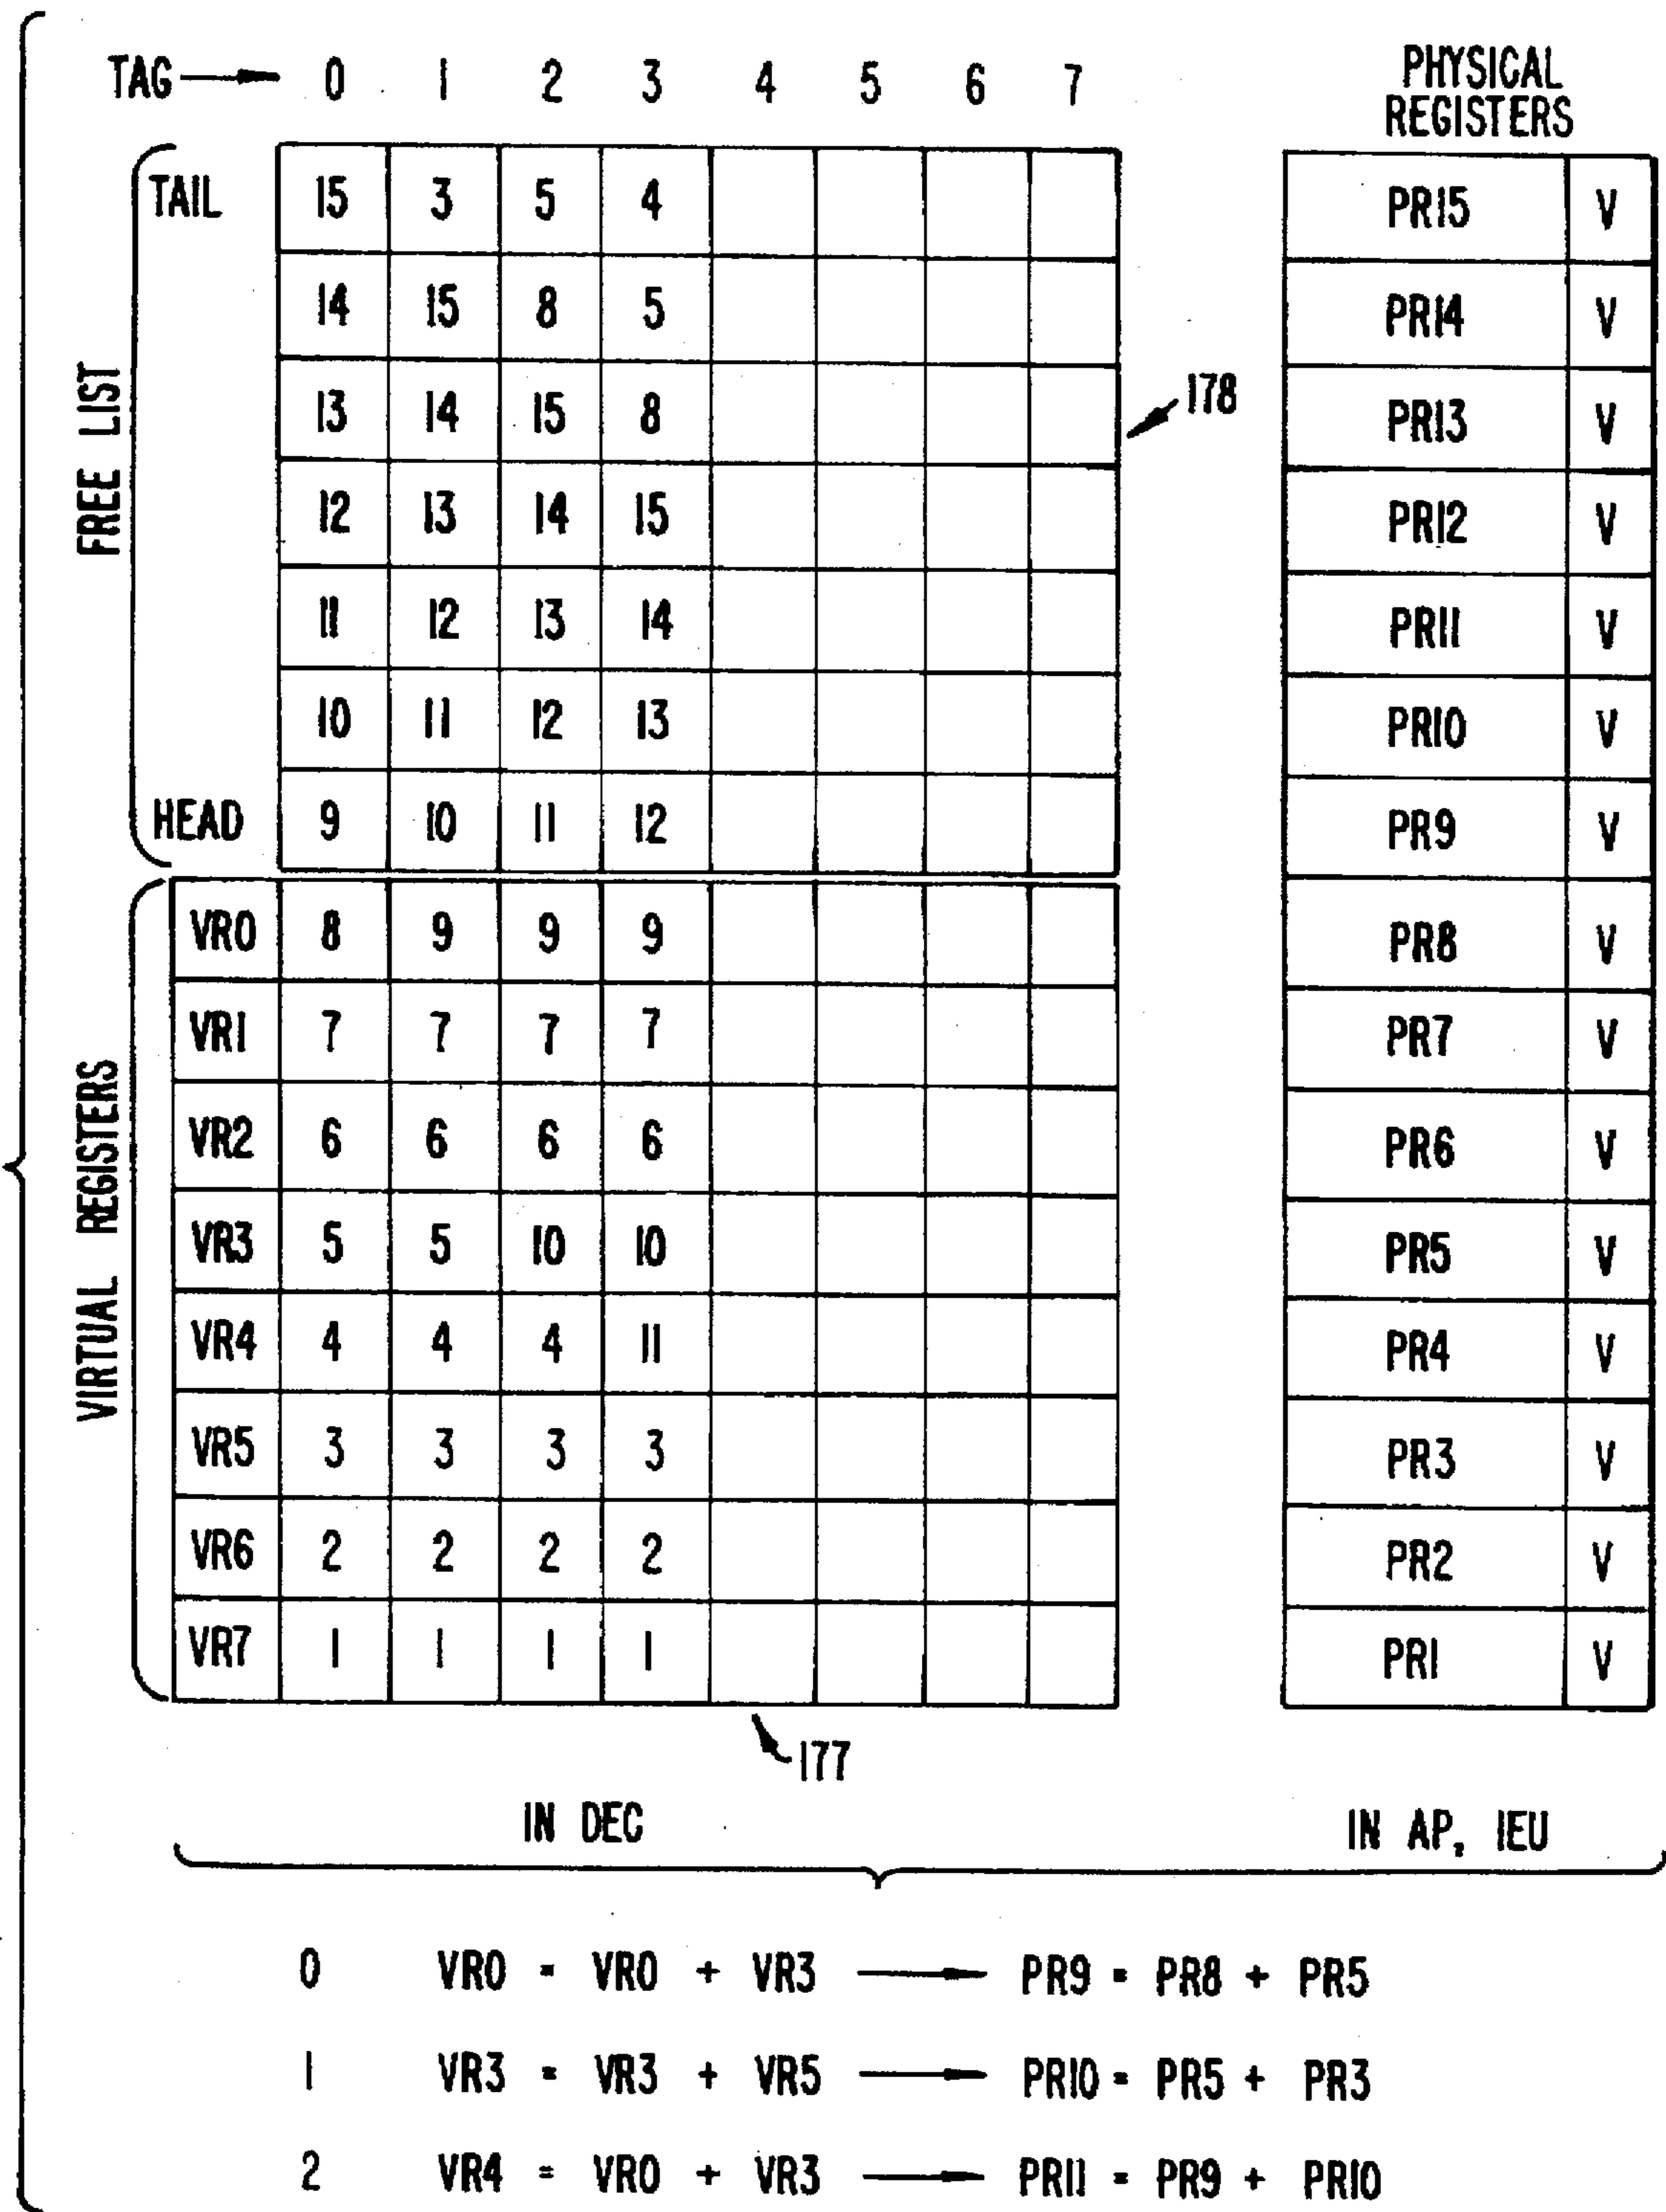 TAG 0 1 2 3 4 5 6 7
PHYSICAL
REGISTERS
FREE LIST
TAIL 15 3 5 4
14 15 8 5
13 14 15 8
12 13 14 15
11 12 13 14
10 11 12 13
HEAD 9 10 11 12
178
VIRTUAL REGISTERS
VR0 8 9 9 9
VR1 7 7 7 7
VR2 6 6 6 6
VR3 5 5 10 10
VR4 4 4 4 11
VR5 3 3 3 3
VR6 2 2 2 2
VR7 1 1 1 1
177
PR15 V
PR14 V
PR13 V
PR12 V
PR11 V
PR10 V
PR9 V
PR8 V
PR7 V
PR6 V
PR5 V
PR4 V
PR3 V
PR2 V
PR1 V
IN DEC
IN AP, IEU
0 VR0 = VR0 + VR3 → PR9 = PR8 + PR5
1 VR3 = VR3 + VR5 → PR10 = PR5 + PR3
2 VR4 = VR0 + VR3 → PR11 = PR9 + PR10